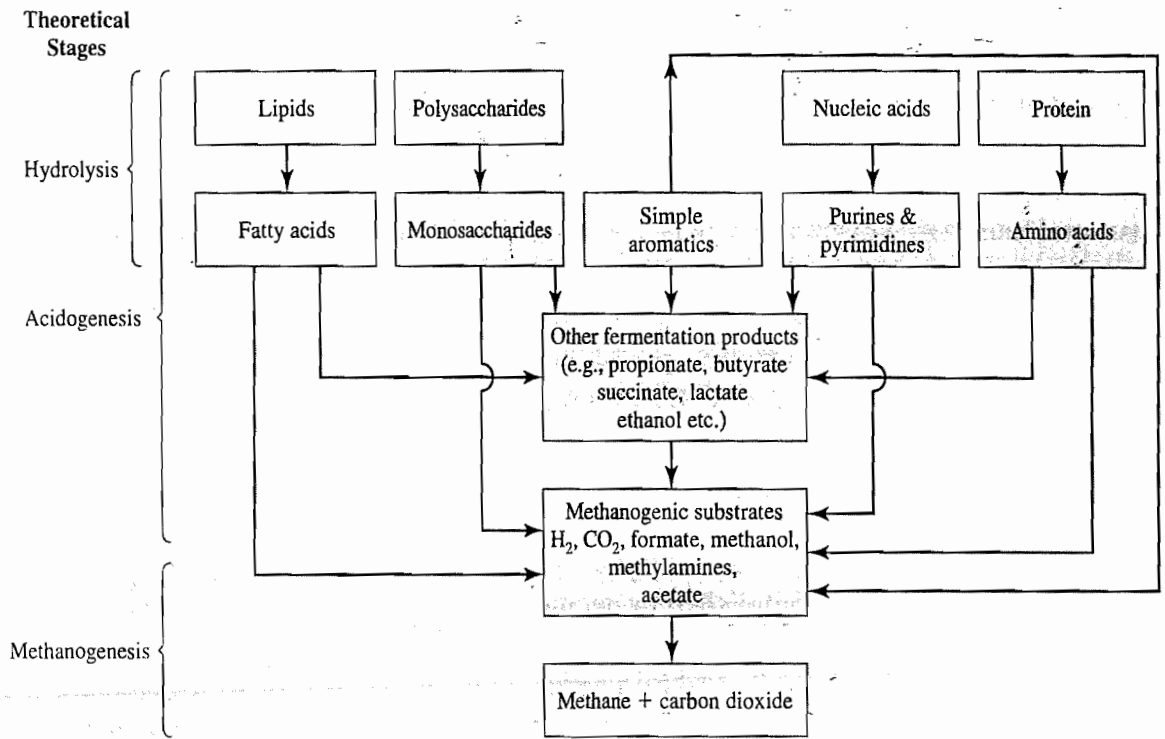 Theoretical
Stages
Lipids
Polysaccharides
Nucleic acids
Protein
Hydrolysis
Fatty acids
Monosaccharides
Simple
aromatics
Purines &
pyrimidines
Amino acids
Acidogenesis
Other fermentation products
(e.g., propionate, butyrate
succinate, lactate
ethanol etc.)
Methanogenic substrates
H₂, CO₂, formate, methanol,
methylamines,
acetate
Methanogenesis
Methane + carbon dioxide